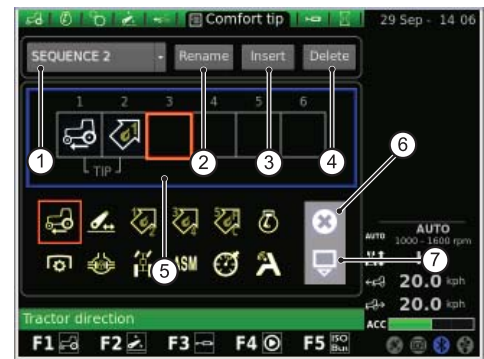 Comfort tip
29 Sep - 14 06
SEQUENCE 2
Rename
Insert
Delete
1 2 3 4 5 6
TIP
1
2
3
4
5
6
7
ASM
AUTO
AUTO
1000 - 1600 rpm
20.0 kph
20.0 kph
ACC
Tractor direction
F1 F2 F3 F4 F5 ISO
Bus